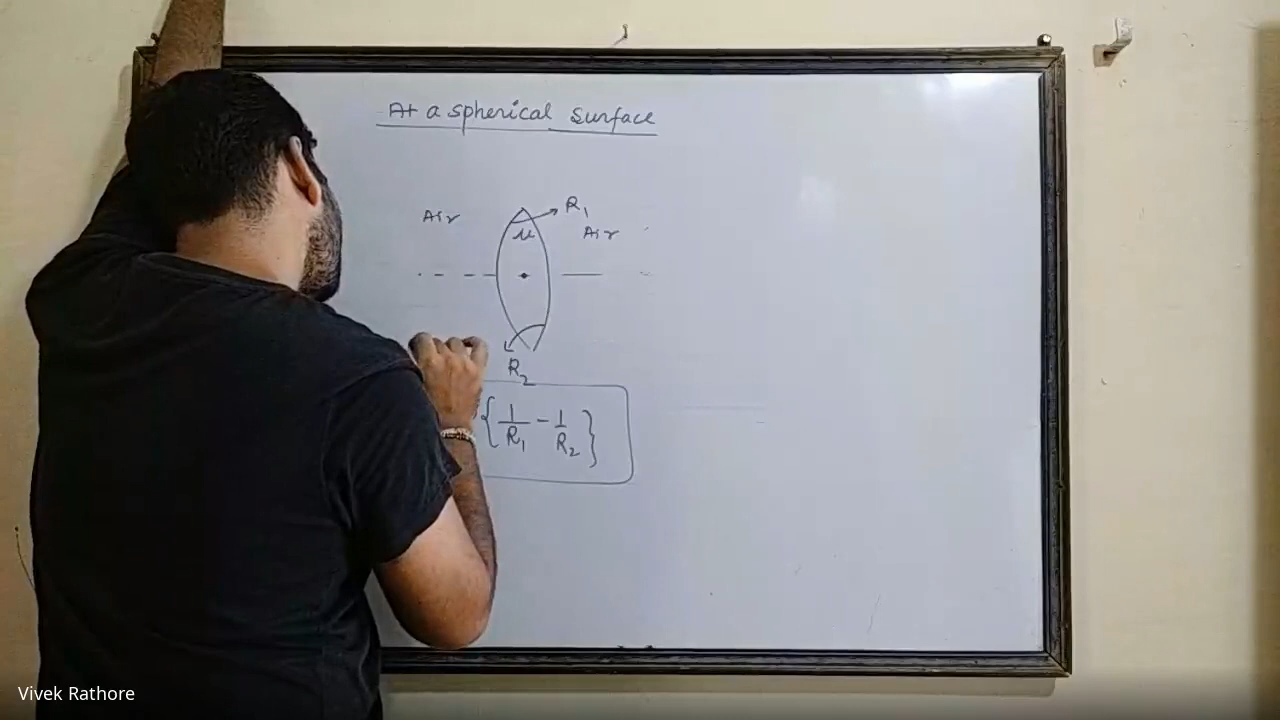 At a spherical Surface
Air
μ
R₁
Air
R₂
{1/R₁ - 1/R₂}
Vivek Rathore